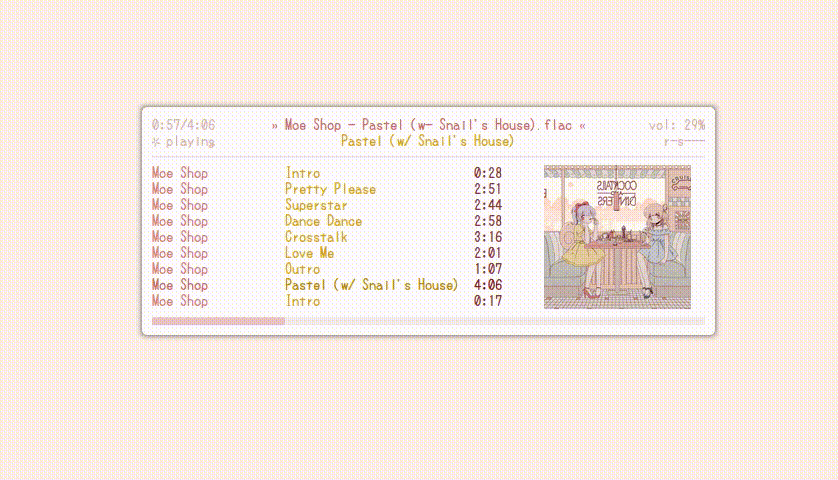 0:57/4:06 » Moe Shop - Pastel (w- Snail's House).flac « vol: 29%
☼ playing Pastel (w/ Snail's House) r-s----
Moe Shop Intro 0:28
Moe Shop Pretty Please 2:51
Moe Shop Superstar 2:44
Moe Shop Dance Dance 2:58
Moe Shop Crosstalk 3:16
Moe Shop Love Me 2:01
Moe Shop Outro 1:07
Moe Shop Pastel (w/ Snail's House) 4:06
Moe Shop Intro 0:17
COCKTAILS
DINNERS